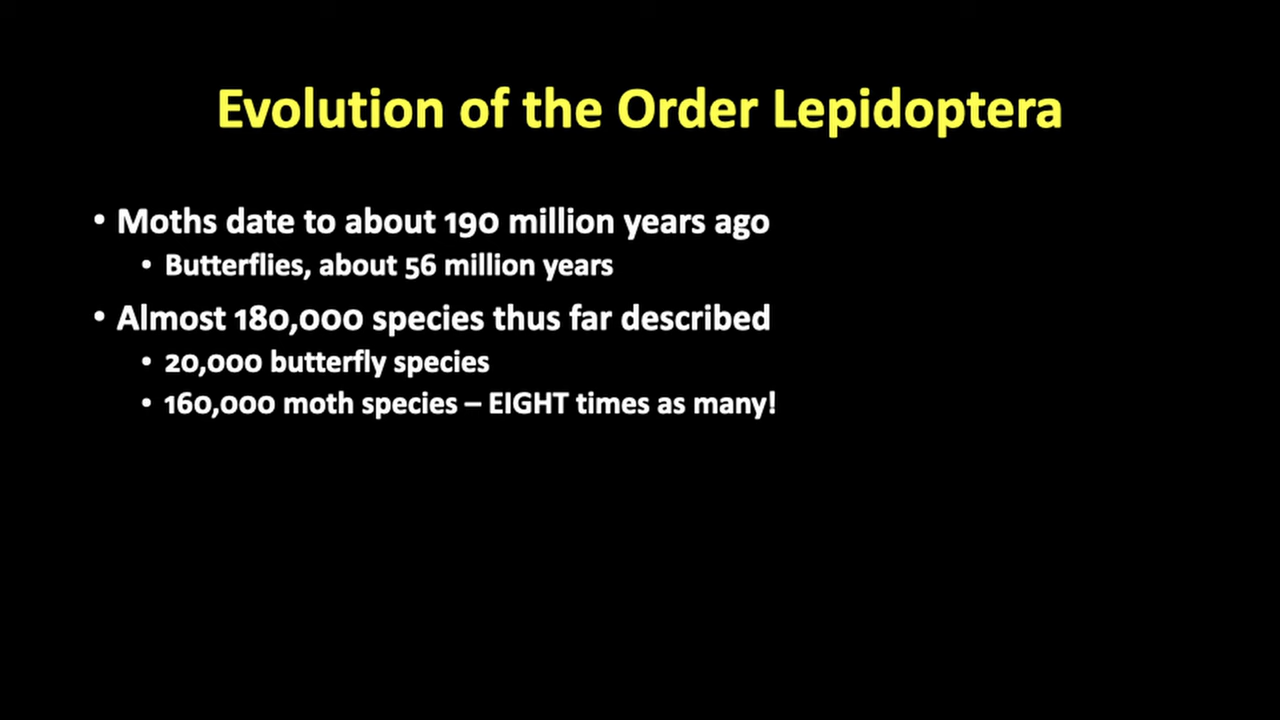 Evolution of the Order Lepidoptera
• Moths date to about 190 million years ago
• Butterflies, about 56 million years
• Almost 180,000 species thus far described
• 20,000 butterfly species
• 160,000 moth species – EIGHT times as many!